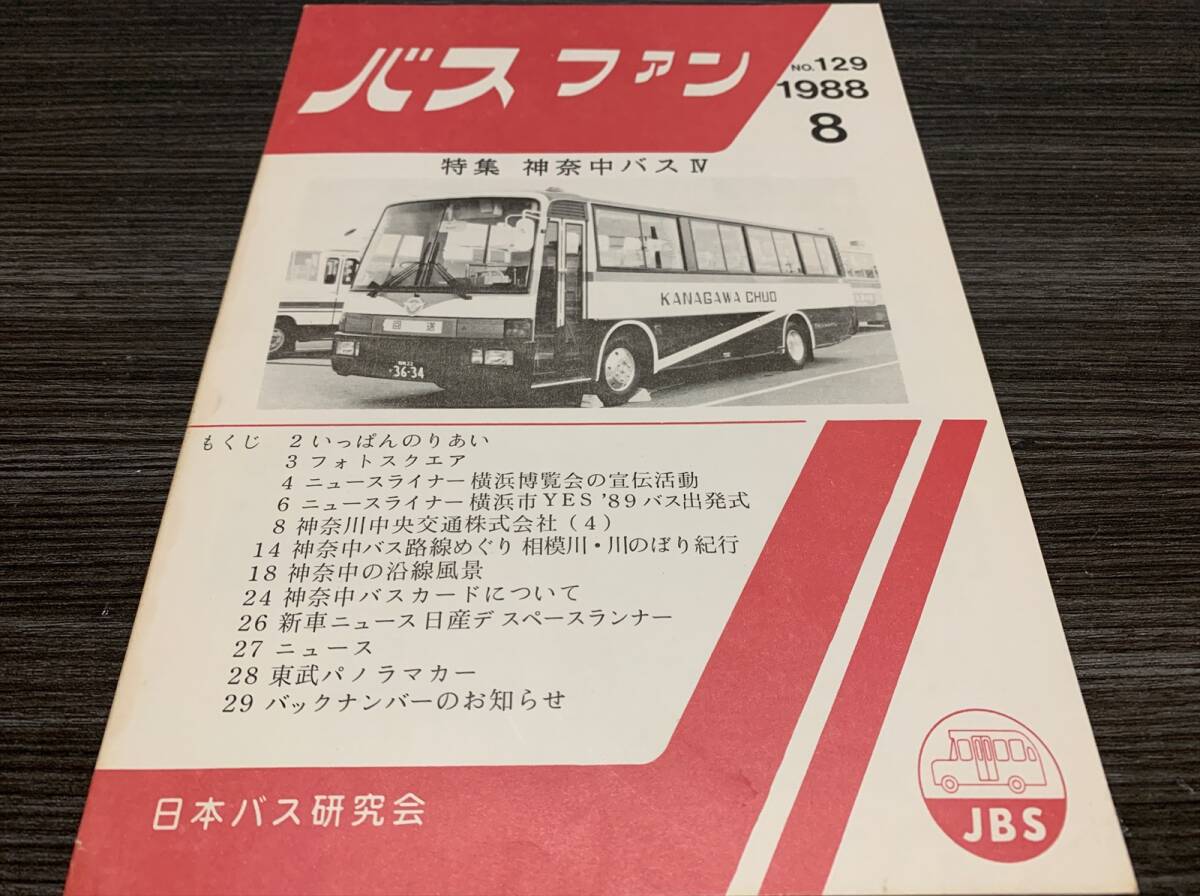 バスファン
NO.129
1988
8
特集 神奈中バスⅣ
KANAGAWA CHUO
回送
36-34
もくじ 2 いっぱんのりあい
3 フォトスクエア
4 ニュースライナー横浜博覧会の宣伝活動
6 ニュースライナー横浜市YES '89バス出発式
8 神奈川中央交通株式会社(4)
14 神奈中バス路線めぐり 相模川・川のぼり紀行
18 神奈中の沿線風景
24 神奈中バスカードについて
26 新車ニュース日産デ スペースランナー
27 ニュース
28 東武パノラマカー
29 バックナンバーのお知らせ
日本バス研究会
JBS